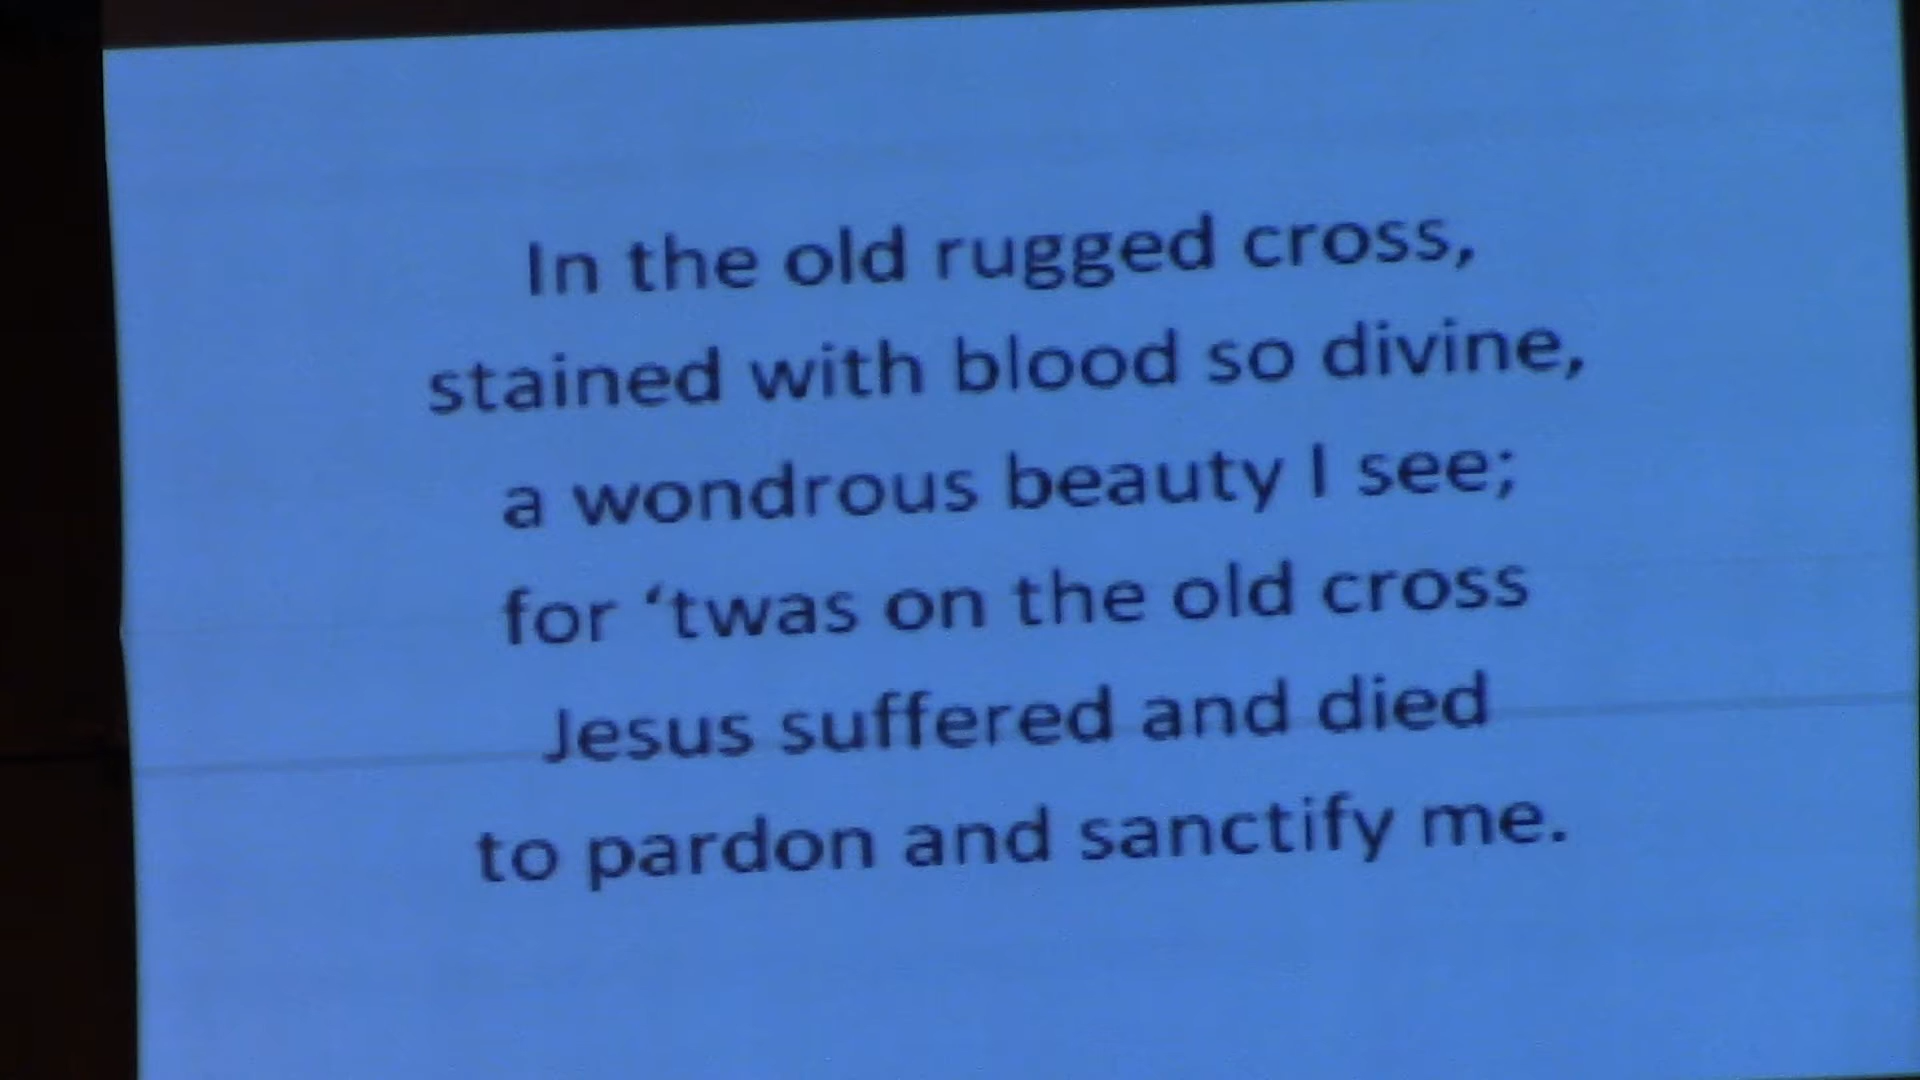 In the old rugged cross,
stained with blood so divine,
a wondrous beauty I see;
for ‘twas on the old cross
Jesus suffered and died
to pardon and sanctify me.